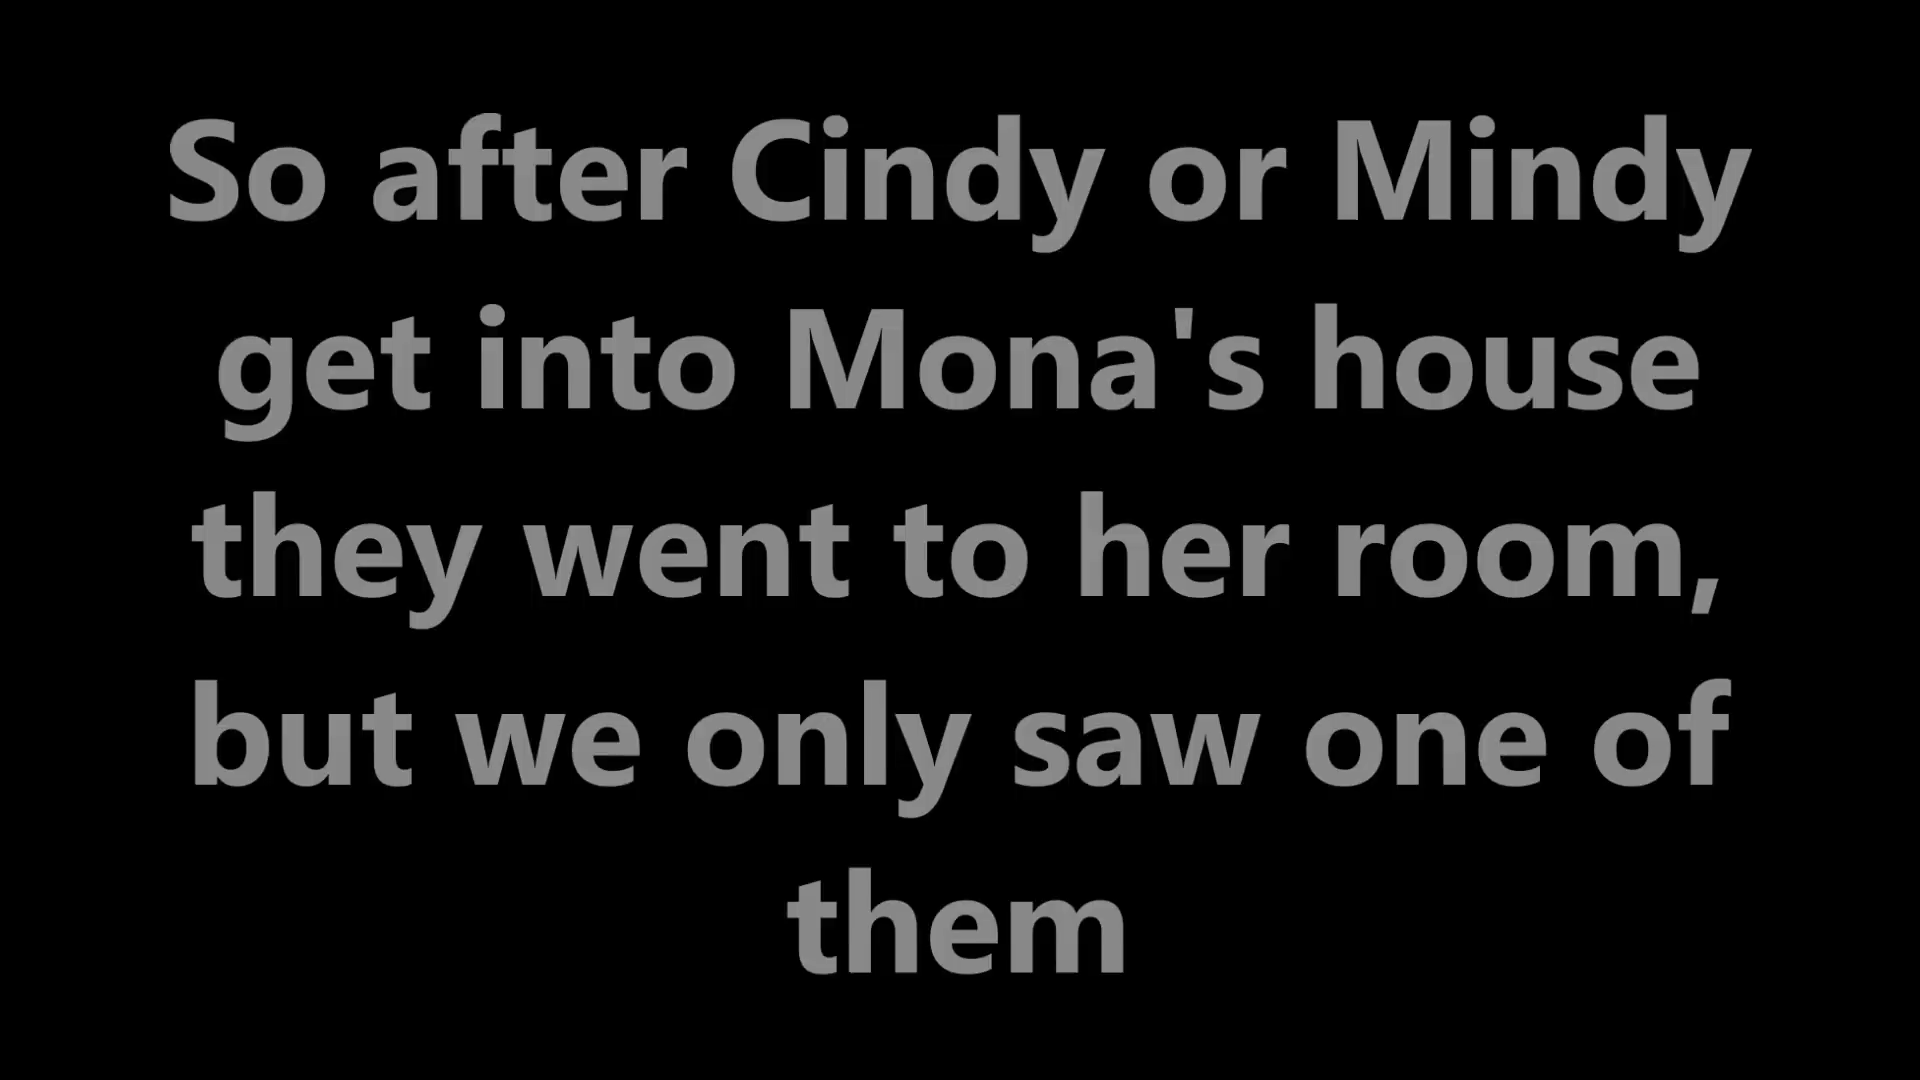 So after Cindy or Mindy
get into Mona's house
they went to her room,
but we only saw one of
them